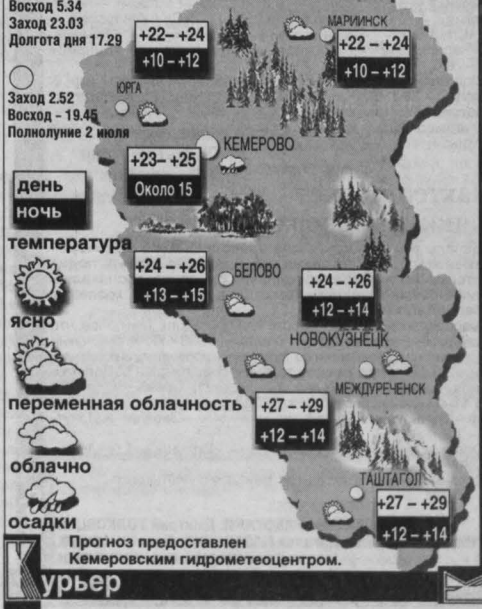 Восход 5.34
Заход 23.03
Долгота дня 17.29
Заход 2.52
Восход - 19.45
Полнолуние 2 июля
день
ночь
температура
ясно
переменная облачность
облачно
осадки
+22– +24
+10 – +12
ЮРГА
МАРИИНСК
+22 – +24
+10 – +12
КЕМЕРОВО
+23– +25
Около 15
БЕЛОВО
+24 – +26
+13 – +15
+24 – +26
+12 – +14
НОВОКУЗНЕЦК
МЕЖДУРЕЧЕНСК
+27 – +29
+12 – +14
ТАШТАГОЛ
+27 – +29
+12 – +14
Прогноз предоставлен
Кемеровским гидрометеоцентром.
Курьер